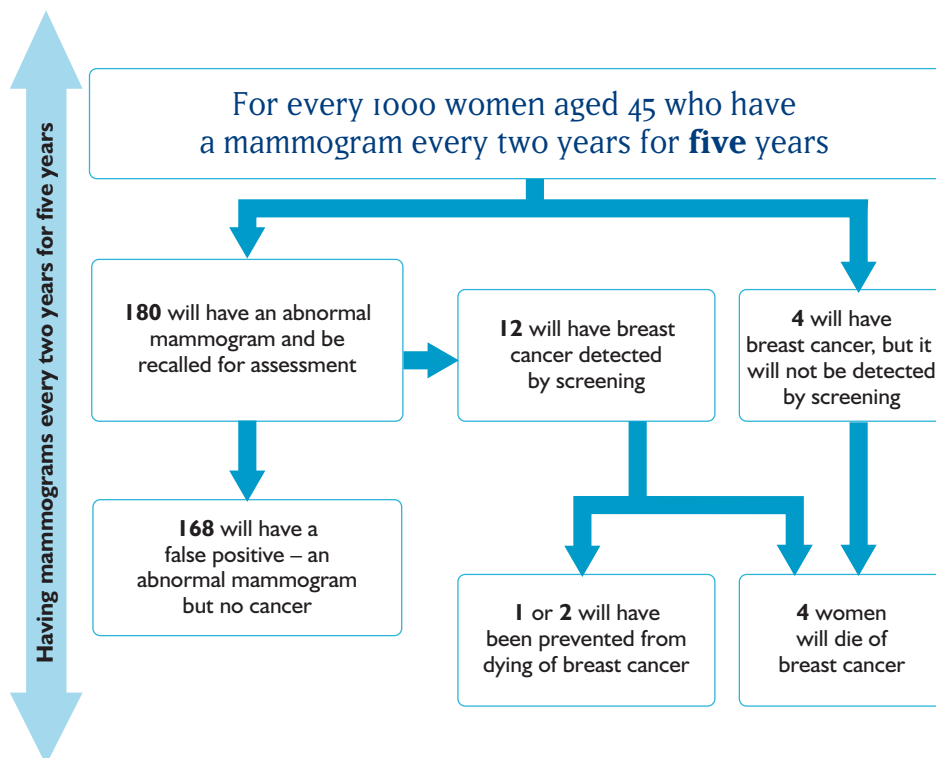 Having mammograms every two years for five years
For every 1000 women aged 45 who have
a mammogram every two years for five years
180 will have an abnormal
mammogram and be
recalled for assessment
12 will have breast
cancer detected
by screening
4 will have
breast cancer, but it
will not be detected
by screening
168 will have a
false positive – an
abnormal mammogram
but no cancer
1 or 2 will have
been prevented from
dying of breast cancer
4 women
will die of
breast cancer